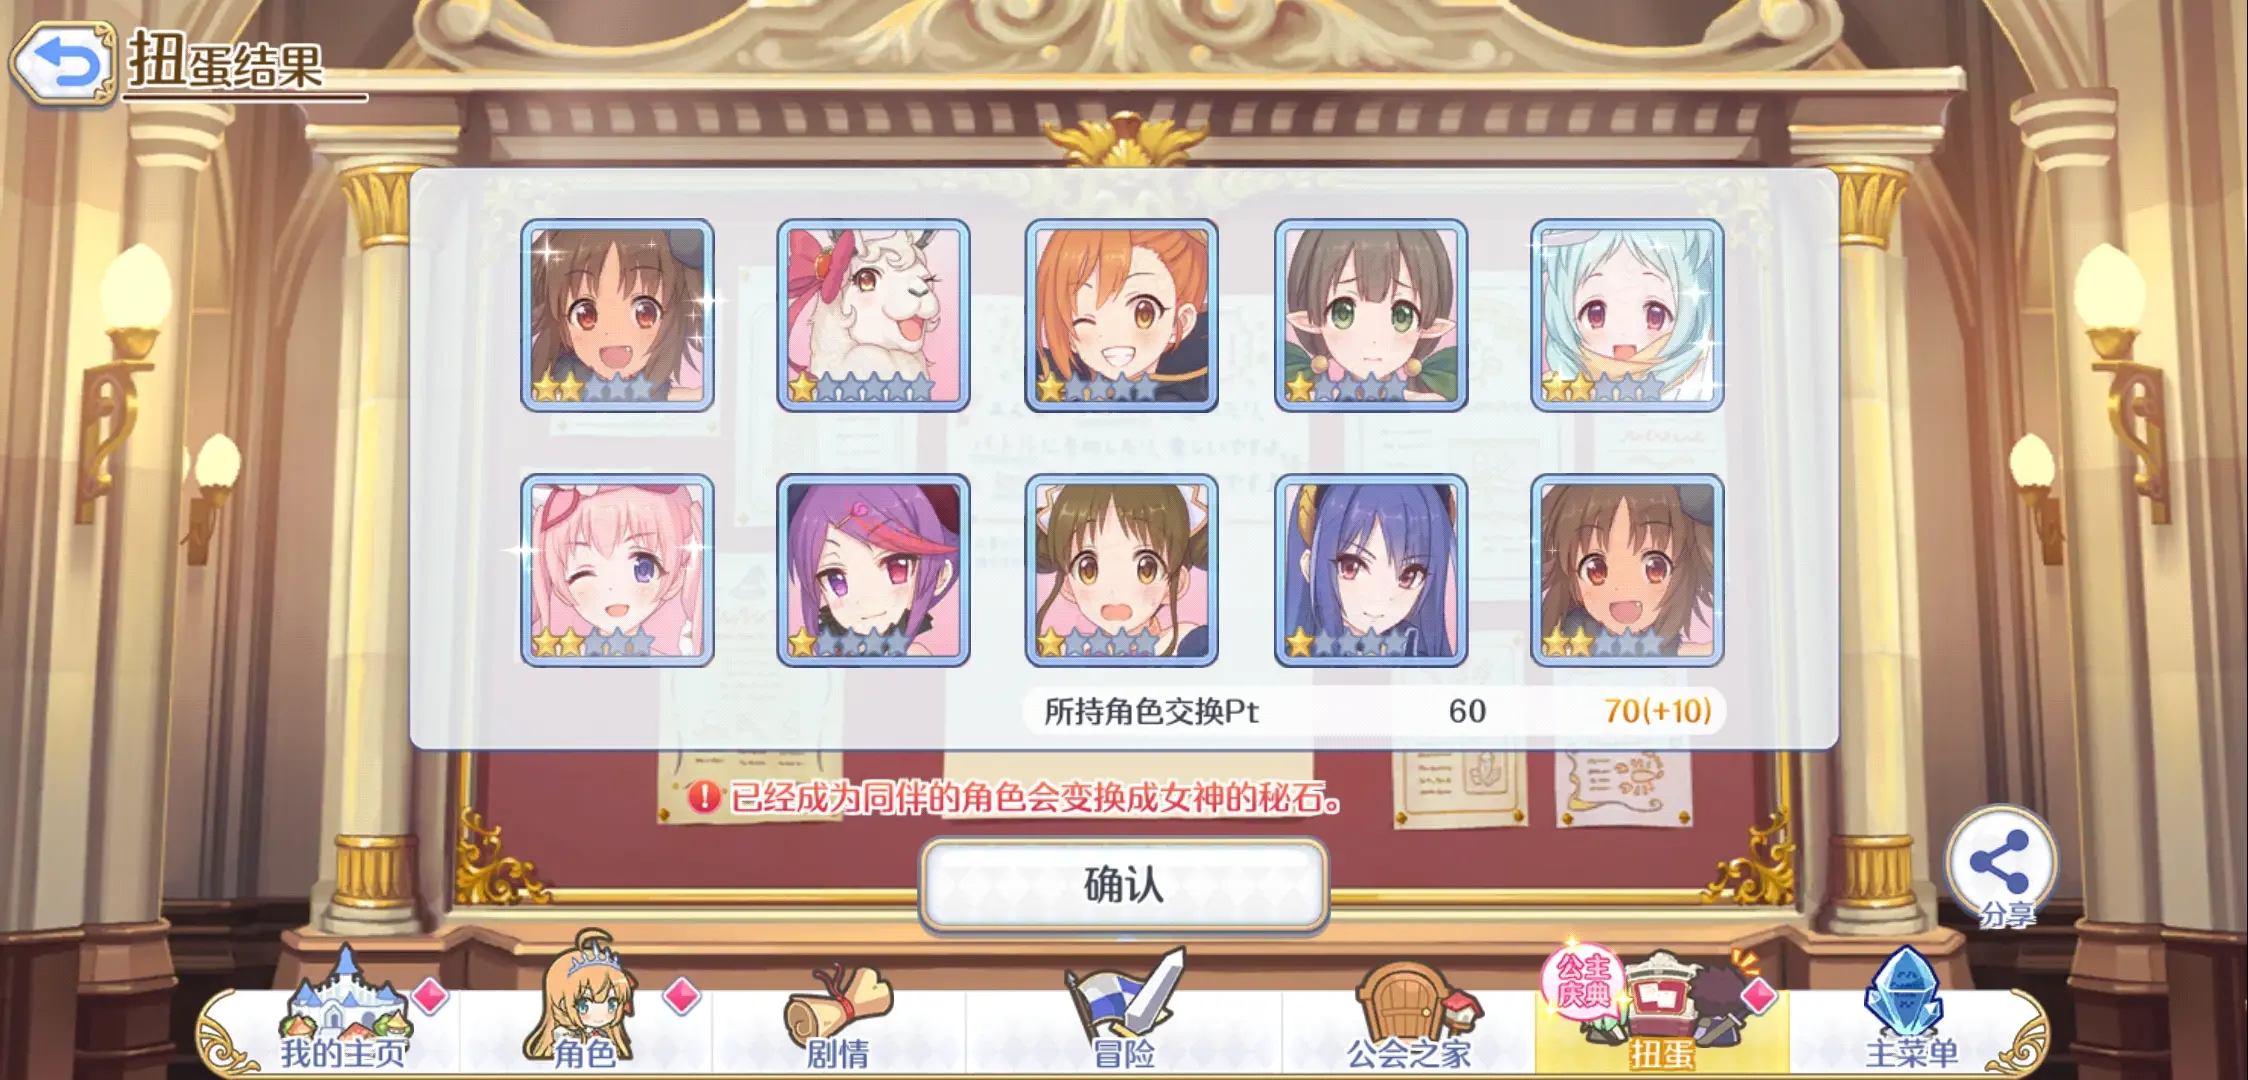 扭蛋结果
所持角色交换Pt 60 70(+10)
已经成为同伴的角色会变换成女神的秘石。
确认
分享
公主
庆典
我的主页 角色 剧情 冒险 公会之家 扭蛋 主菜单